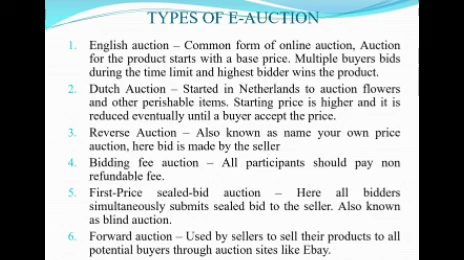 TYPES OF E-AUCTION
1. English auction – Common form of online auction, Auction
for the product starts with a base price. Multiple buyers bids
during the time limit and highest bidder wins the product.
2. Dutch Auction – Started in Netherlands to auction flowers
and other perishable items. Starting price is higher and it is
reduced eventually until a buyer accept the price.
3. Reverse Auction – Also known as name your own price
auction, here bid is made by the seller
4. Bidding fee auction – All participants should pay non
refundable fee.
5. First-Price sealed-bid auction – Here all bidders
simultaneously submits sealed bid to the seller. Also known
as blind auction.
6. Forward auction – Used by sellers to sell their products to all
potential buyers through auction sites like Ebay.